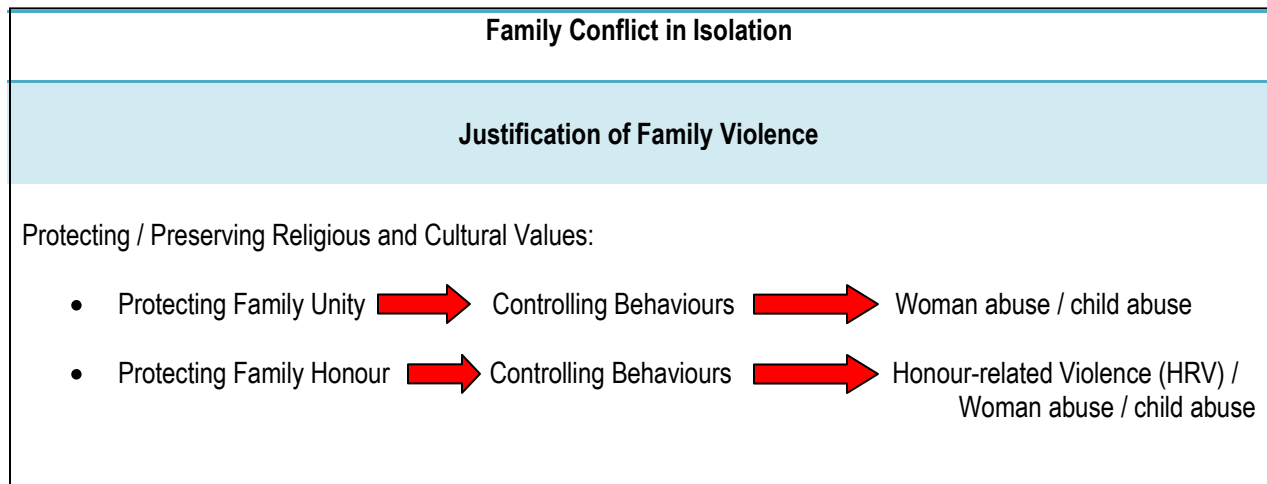 Family Conflict in Isolation
Justification of Family Violence
Protecting / Preserving Religious and Cultural Values:
• Protecting Family Unity Controlling Behaviours Woman abuse / child abuse
• Protecting Family Honour Controlling Behaviours Honour-related Violence (HRV) /
Woman abuse / child abuse